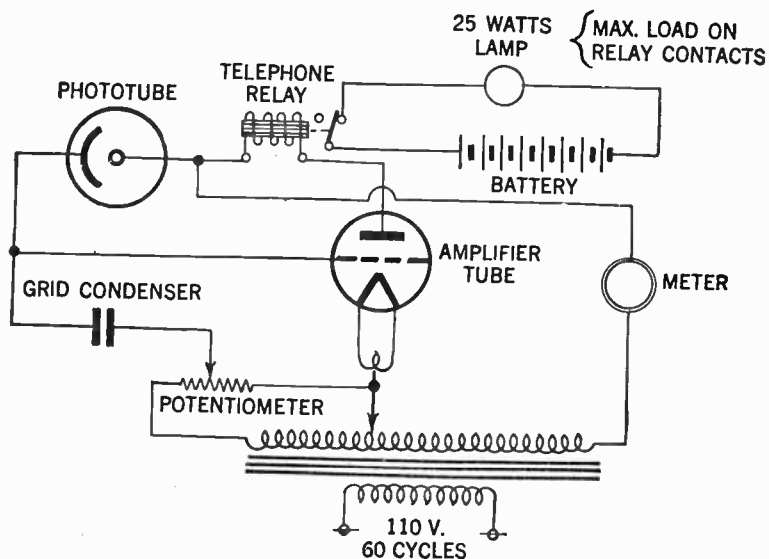 25 WATTS
LAMP
MAX. LOAD ON
RELAY CONTACTS
TELEPHONE
RELAY
PHOTOTUBE
BATTERY
AMPLIFIER
TUBE
METER
GRID CONDENSER
POTENTIOMETER
110 V.
60 CYCLES